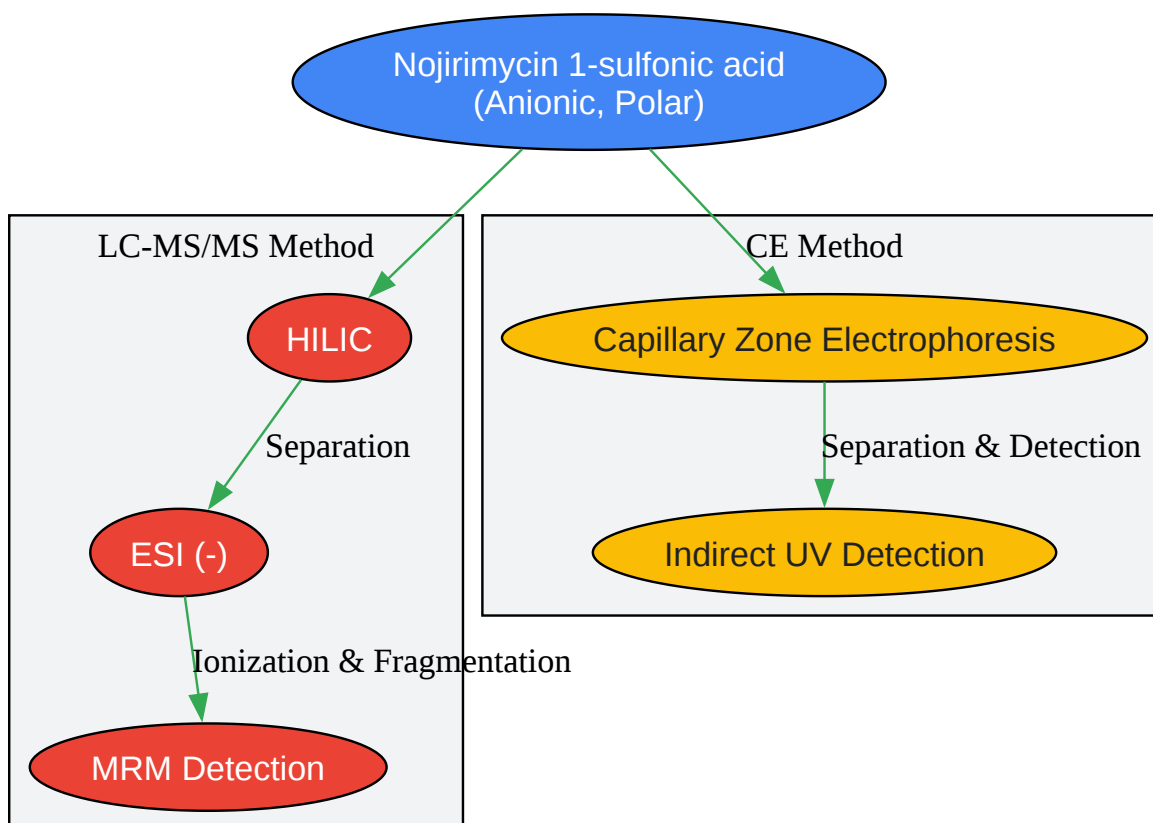 Nojirimycin 1-sulfonic acid
(Anionic, Polar)
LC-MS/MS Method
CE Method
HILIC
Capillary Zone Electrophoresis
Separation
Separation & Detection
ESI (-)
Indirect UV Detection
Ionization & Fragmentation
MRM Detection